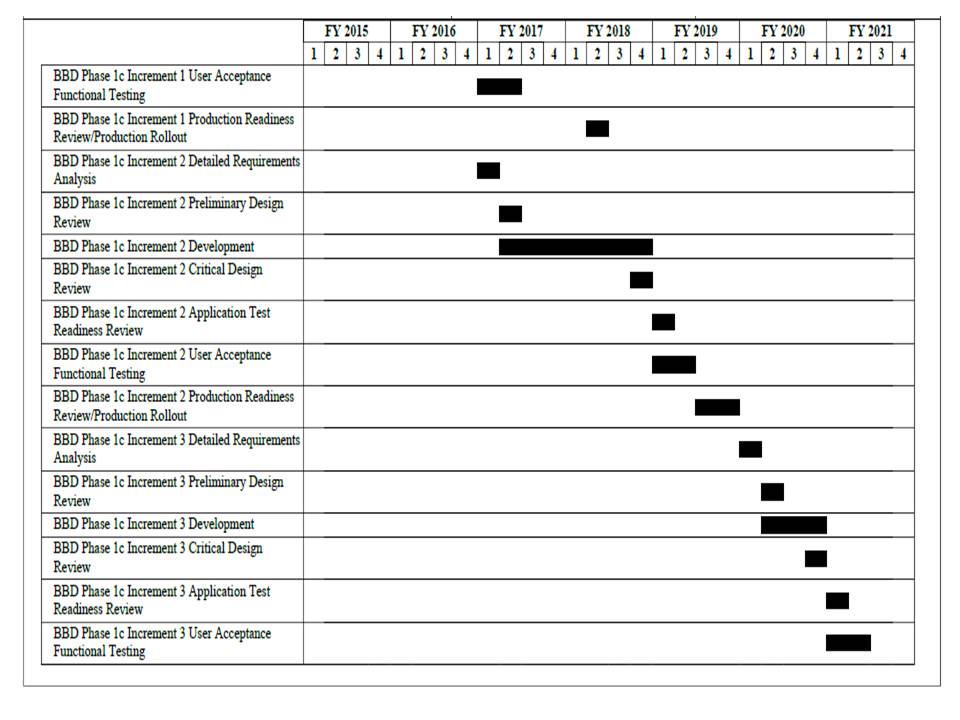 FY 2015 FY 2016 FY 2017 FY 2018 FY 2019 FY 2020 FY 2021
1 2 3 4 1 2 3 4 1 2 3 4 1 2 3 4 1 2 3 4 1 2 3 4 1 2 3 4
BBD Phase 1c Increment 1 User Acceptance
Functional Testing
BBD Phase 1c Increment 1 Production Readiness
Review/Production Rollout
BBD Phase 1c Increment 2 Detailed Requirements
Analysis
BBD Phase 1c Increment 2 Preliminary Design
Review
BBD Phase 1c Increment 2 Development
BBD Phase 1c Increment 2 Critical Design
Review
BBD Phase 1c Increment 2 Application Test
Readiness Review
BBD Phase 1c Increment 2 User Acceptance
Functional Testing
BBD Phase 1c Increment 2 Production Readiness
Review/Production Rollout
BBD Phase 1c Increment 3 Detailed Requirements
Analysis
BBD Phase 1c Increment 3 Preliminary Design
Review
BBD Phase 1c Increment 3 Development
BBD Phase 1c Increment 3 Critical Design
Review
BBD Phase 1c Increment 3 Application Test
Readiness Review
BBD Phase 1c Increment 3 User Acceptance
Functional Testing